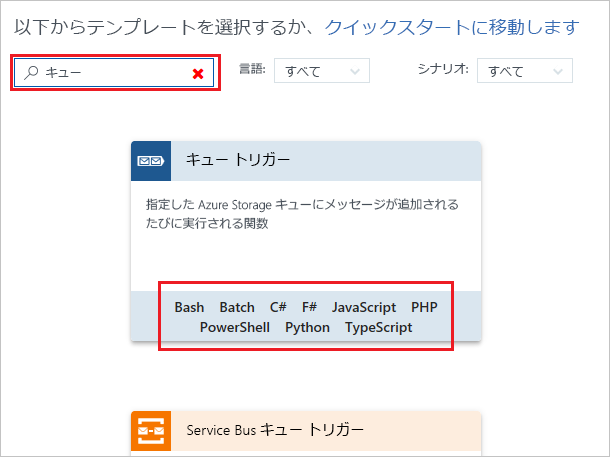 以下からテンプレートを選択するか、クイックスタートに移動します
キュー 言語: すべて シナリオ: すべて
キュー トリガー
指定した Azure Storage キューにメッセージが追加される
たびに実行される関数
Bash Batch C# F# JavaScript PHP
PowerShell Python TypeScript
Service Bus キュー トリガー